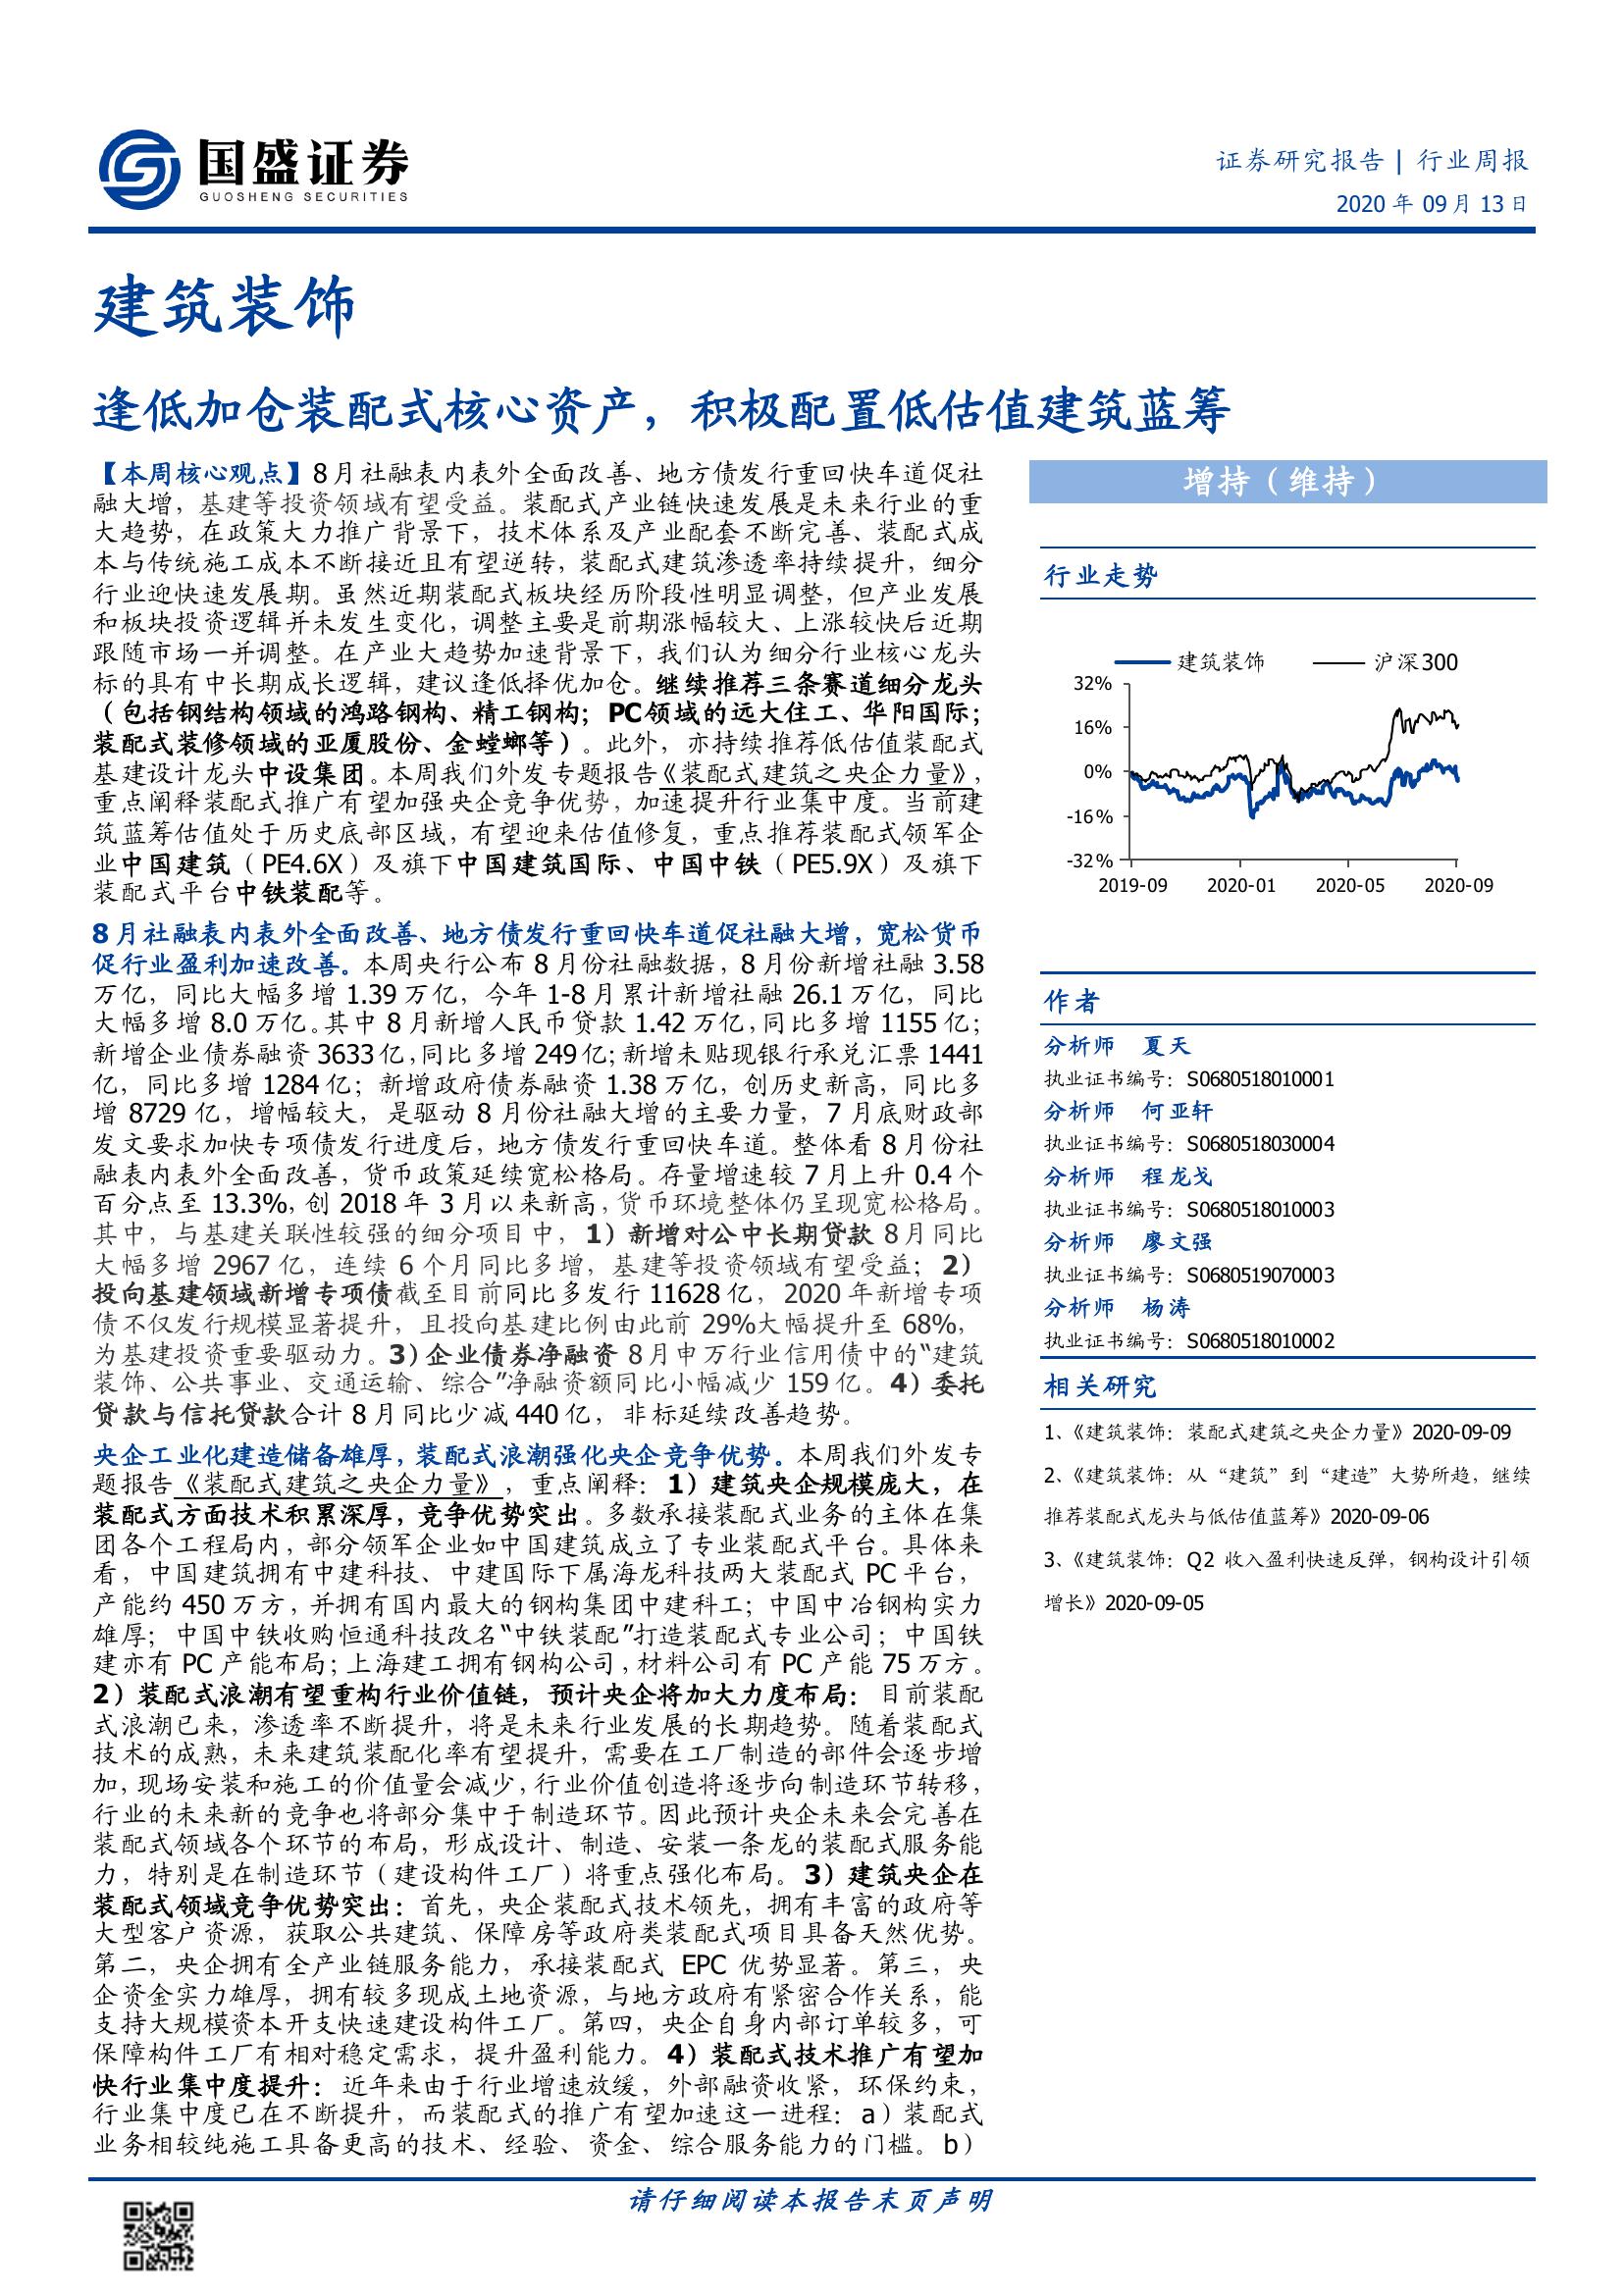 国盛证券
GUOSHENG SECURITIES
证券研究报告 | 行业周报
2020 年 09 月 13 日
建筑装饰
逢低加仓装配式核心资产，积极配置低估值建筑蓝筹
【本周核心观点】8 月社融表内表外全面改善、地方债发行重回快车道促社
融大增，基建等投资领域有望受益。装配式产业链快速发展是未来行业的重
大趋势，在政策大力推广背景下，技术体系及产业配套不断完善、装配式成
本与传统施工成本不断接近且有望逆转，装配式建筑渗透率持续提升，细分
行业迎快速发展期。虽然近期装配式板块经历阶段性明显调整，但产业发展
和板块投资逻辑并未发生变化，调整主要是前期涨幅较大、上涨较快后近期
跟随市场一并调整。在产业大趋势加速背景下，我们认为细分行业核心龙头
标的具有中长期成长逻辑，建议逢低择优加仓。继续推荐三条赛道细分龙头
（包括钢结构领域的鸿路钢构、精工钢构；PC 领域的远大住工、华阳国际；
装配式装修领域的亚厦股份、金螳螂等）。此外，亦持续推荐低估值装配式
基建设计龙头中设集团。本周我们外发专题报告《装配式建筑之央企力量》，
重点阐释装配式推广有望加强央企竞争优势，加速提升行业集中度。当前建
筑蓝筹估值处于历史底部区域，有望迎来估值修复，重点推荐装配式领军企
业中国建筑（PE4.6X）及旗下中国建筑国际、中国中铁（PE5.9X）及旗下
装配式平台中铁装配等。
8 月社融表内表外全面改善、地方债发行重回快车道促社融大增，宽松货币
促行业盈利加速改善。本周央行公布 8 月份社融数据，8 月份新增社融 3.58
万亿，同比大幅多增 1.39 万亿，今年 1-8 月累计新增社融 26.1 万亿，同比
大幅多增 8.0 万亿。其中 8 月新增人民币贷款 1.42 万亿，同比多增 1155 亿；
新增企业债券融资 3633 亿，同比多增 249 亿；新增未贴现银行承兑汇票 1441
亿，同比多增 1284 亿；新增政府债券融资 1.38 万亿，创历史新高，同比多
增 8729 亿，增幅较大，是驱动 8 月份社融大增的主要力量，7 月底财政部
发文要求加快专项债发行进度后，地方债发行重回快车道。整体看 8 月份社
融表内表外全面改善，货币政策延续宽松格局。存量增速较 7 月上升 0.4 个
百分点至 13.3%，创 2018 年 3 月以来新高，货币环境整体仍呈现宽松格局。
其中，与基建关联性较强的细分项目中，1）新增对公中长期贷款 8 月同比
大幅多增 2967 亿，连续 6 个月同比多增，基建等投资领域有望受益；2）
投向基建领域新增专项债截至目前同比多发行 11628 亿，2020 年新增专项
债不仅发行规模显著提升，且投向基建比例由此前 29%大幅提升至 68%，
为基建投资重要驱动力。3）企业债券净融资 8 月申万行业信用债中的“建筑
装饰、公共事业、交通运输、综合”净融资额同比小幅减少 159 亿。4）委托
贷款与信托贷款合计 8 月同比少减 440 亿，非标延续改善趋势。
央企工业化建造储备雄厚，装配式浪潮强化央企竞争优势。本周我们外发专
题报告《装配式建筑之央企力量》，重点阐释：1）建筑央企规模庞大，在
装配式方面技术积累深厚，竞争优势突出。多数承接装配式业务的主体在集
团各个工程局内，部分领军企业如中国建筑成立了专业装配式平台。具体来
看，中国建筑拥有中建科技、中建国际下属海龙科技两大装配式 PC 平台，
产能约 450 万方，并拥有国内最大的钢构集团中建科工；中国中冶钢构实力
雄厚；中国中铁收购恒通科技改名“中铁装配”打造装配式专业公司；中国铁
建亦有 PC 产能布局；上海建工拥有钢构公司，材料公司有 PC 产能 75 万方。
2）装配式浪潮有望重构行业价值链，预计央企将加大力度布局：目前装配
式浪潮已来，渗透率不断提升，将是未来行业发展的长期趋势。随着装配式
技术的成熟，未来建筑装配化率有望提升，需要在工厂制造的部件会逐步增
加，现场安装和施工的价值量会减少，行业价值创造将逐步向制造环节转移，
行业的未来新的竞争也将部分集中于制造环节。因此预计央企未来会完善在
装配式领域各个环节的布局，形成设计、制造、安装一条龙的装配式服务能
力，特别是在制造环节（建设构件工厂）将重点强化布局。3）建筑央企在
装配式领域竞争优势突出：首先，央企装配式技术领先，拥有丰富的政府等
大型客户资源，获取公共建筑、保障房等政府类装配式项目具备天然优势。
第二，央企拥有全产业链服务能力，承接装配式 EPC 优势显著。第三，央
企资金实力雄厚，拥有较多现成土地资源，与地方政府有紧密合作关系，能
支持大规模资本开支快速建设构件工厂。第四，央企自身内部订单较多，可
保障构件工厂有相对稳定需求，提升盈利能力。4）装配式技术推广有望加
快行业集中度提升：近年来由于行业增速放缓，外部融资收紧，环保约束，
行业集中度已在不断提升，而装配式的推广有望加速这一进程：a）装配式
业务相较纯施工具备更高的技术、经验、资金、综合服务能力的门槛。b）
增持（维持）
行业走势
建筑装饰 沪深300
32%
16%
0%
-16%
-32%
2019-09 2020-01 2020-05 2020-09
作者
分析师 夏天
执业证书编号：S0680518010001
分析师 何亚轩
执业证书编号：S0680518030004
分析师 程龙戈
执业证书编号：S0680518010003
分析师 廖文强
执业证书编号：S0680519070003
分析师 杨涛
执业证书编号：S0680518010002
相关研究
1、《建筑装饰：装配式建筑之央企力量》2020-09-09
2、《建筑装饰：从“建筑”到“建造”大势所趋，继续
推荐装配式龙头与低估值蓝筹》2020-09-06
3、《建筑装饰：Q2 收入盈利快速反弹，钢构设计引领
增长》2020-09-05
请仔细阅读本报告末页声明